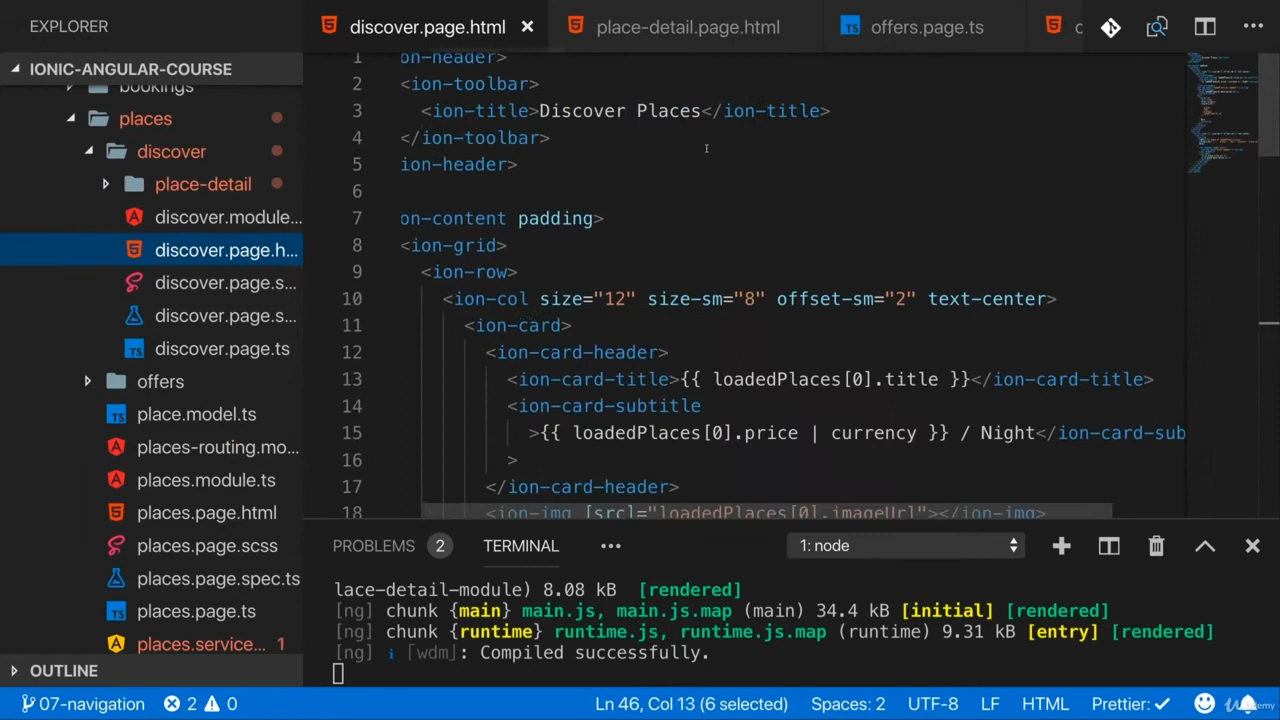 EXPLORER
discover.page.html
place-detail.page.html
offers.page.ts
IONIC-ANGULAR-COURSE
bookings
places
discover
place-detail
discover.module...
discover.page.h...
discover.page.s...
discover.page.s...
discover.page.ts
offers
place.model.ts
places-routing.mo...
places.module.ts
places.page.html
places.page.scss
places.page.spec.ts
places.page.ts
places.service... 1
OUTLINE
1 on-header>
2 <ion-toolbar>
3 <ion-title>Discover Places</ion-title>
4 </ion-toolbar>
5 ion-header>
6
7 on-content padding>
8 <ion-grid>
9 <ion-row>
10 <ion-col size="12" size-sm="8" offset-sm="2" text-center>
11 <ion-card>
12 <ion-card-header>
13 <ion-card-title>{{ loadedPlaces[0].title }}</ion-card-title>
14 <ion-card-subtitle
15 >{{ loadedPlaces[0].price | currency }} / Night</ion-card-sub
16 >
17 </ion-card-header>
18 <ion-img [src]="loadedPlaces[0].imageUrl"></ion-img>
PROBLEMS 2 TERMINAL ••• 1: node
lace-detail-module) 8.08 kB [rendered]
[ng] chunk {main} main.js, main.js.map (main) 34.4 kB [initial] [rendered]
[ng] chunk {runtime} runtime.js, runtime.js.map (runtime) 9.31 kB [entry] [rendered]
[ng] ℹ ｢wdm｣: Compiled successfully.
07-navigation 2 0 Ln 46, Col 13 (6 selected) Spaces: 2 UTF-8 LF HTML Prettier: ✓